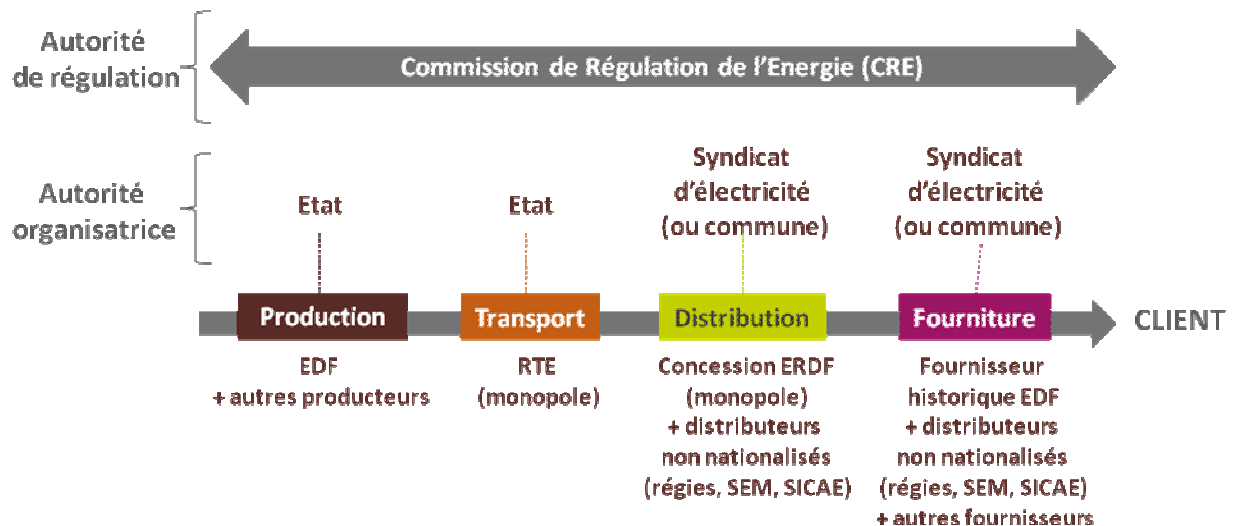 Autorité
de régulation
Commission de Régulation de l'Energie (CRE)
Autorité
organisatrice
Etat
Etat
Syndicat
d'électricité
(ou commune)
Syndicat
d'électricité
(ou commune)
Production
Transport
Distribution
Fourniture
CLIENT
EDF
+ autres producteurs
RTE
(monopole)
Concession ERDF
(monopole)
+ distributeurs
non nationalisés
(régies, SEM, SICAE)
Fournisseur
historique EDF
+ distributeurs
non nationalisés
(régies, SEM, SICAE)
+ autres fournisseurs